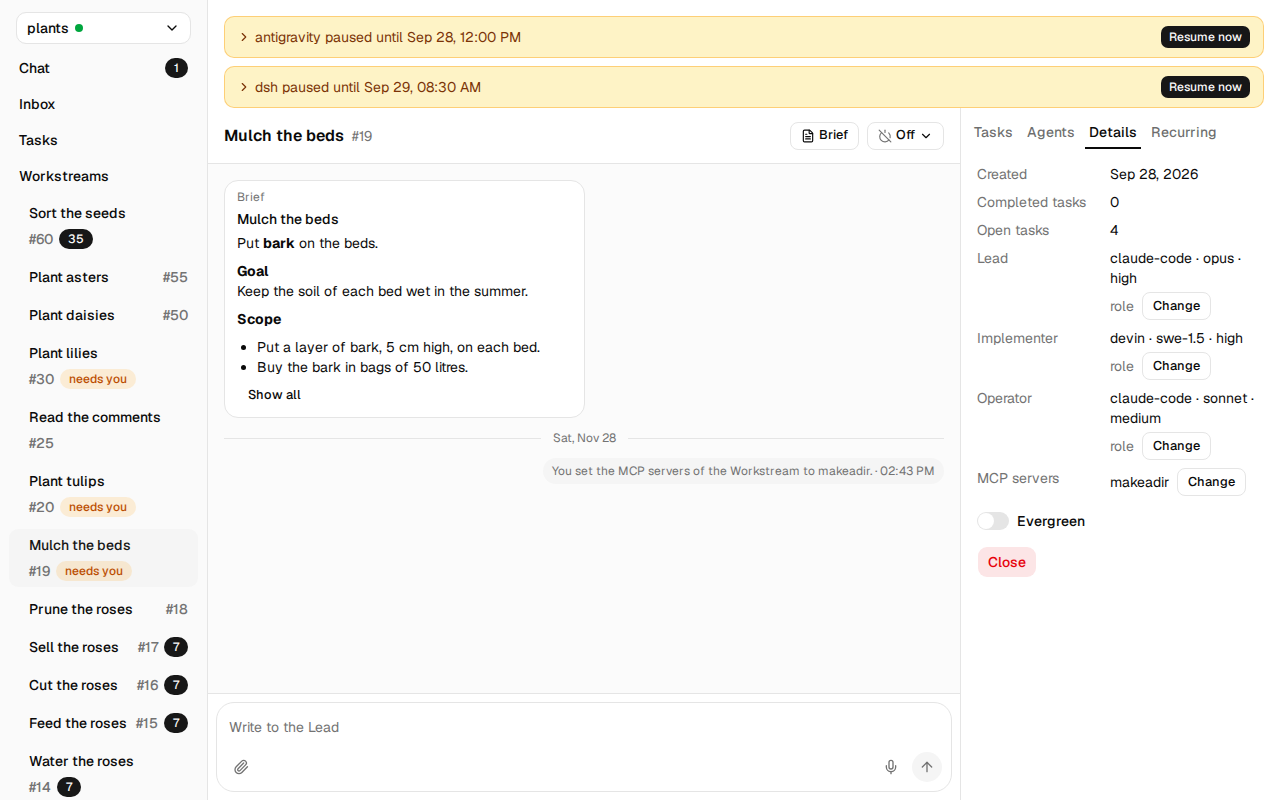 plants
Chat 1
Inbox
Tasks
Workstreams
Sort the seeds
#60 35
Plant asters #55
Plant daisies #50
Plant lilies
#30 needs you
Read the comments
#25
Plant tulips
#20 needs you
Mulch the beds
#19 needs you
Prune the roses #18
Sell the roses #17 7
Cut the roses #16 7
Feed the roses #15 7
Water the roses
#14 7
antigravity paused until Sep 28, 12:00 PM Resume now
dsh paused until Sep 29, 08:30 AM Resume now
Mulch the beds #19 Brief Off
Brief
Mulch the beds
Put bark on the beds.
Goal
Keep the soil of each bed wet in the summer.
Scope
• Put a layer of bark, 5 cm high, on each bed.
• Buy the bark in bags of 50 litres.
Show all
Sat, Nov 28
You set the MCP servers of the Workstream to makeadir. · 02:43 PM
Write to the Lead
Tasks Agents Details Recurring
Created Sep 28, 2026
Completed tasks 0
Open tasks 4
Lead claude-code · opus ·
high
role Change
Implementer devin · swe-1.5 · high
role Change
Operator claude-code · sonnet ·
medium
role Change
MCP servers makeadir Change
Evergreen
Close